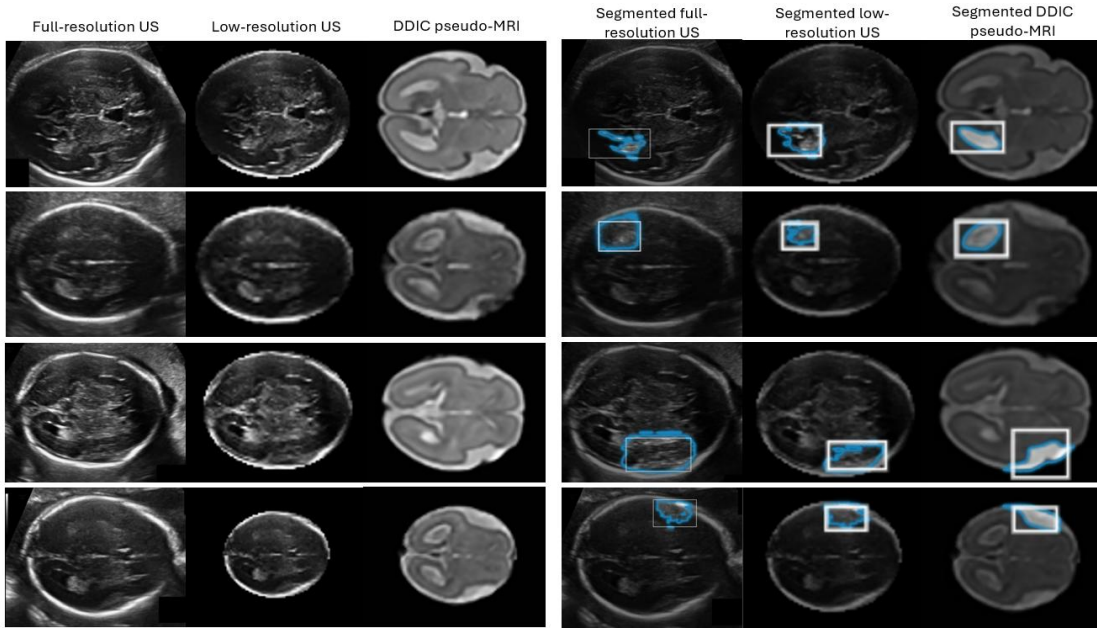 Full-resolution US
Low-resolution US
DDIC pseudo-MRI
Segmented full-
resolution US
Segmented low-
resolution US
Segmented DDIC
pseudo-MRI